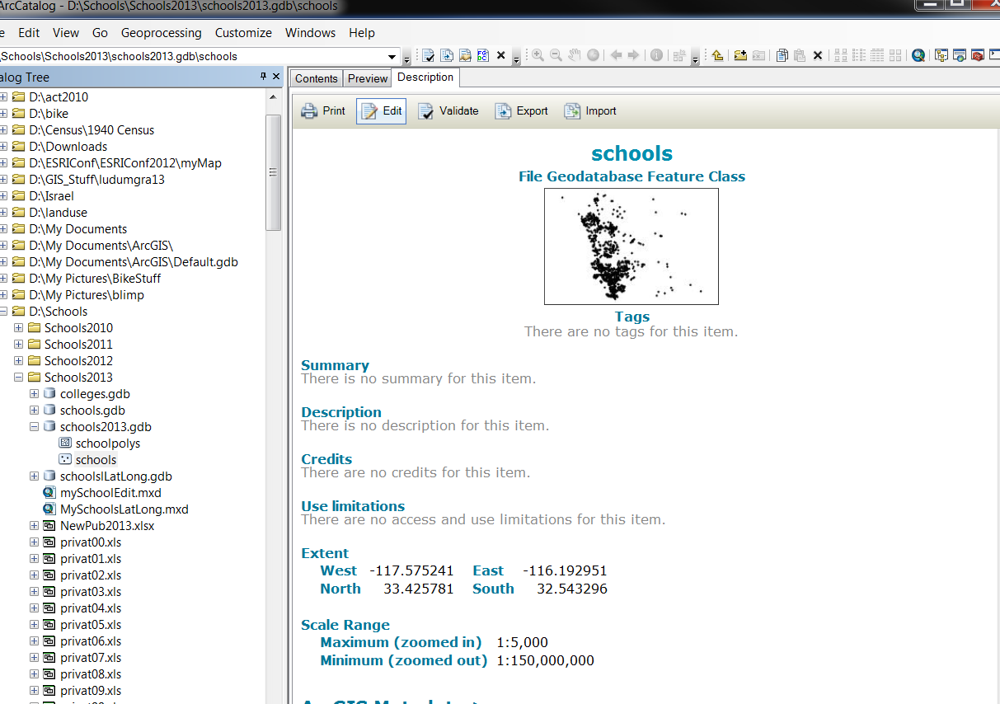 ArcCatalog - D:\Schools\Schools2013\schools2013.gdb\schools
Edit View Go Geoprocessing Customize Windows Help
\Schools\Schools2013\schools2013.gdb\schools
alog Tree
D:\act2010
D:\bike
D:\Census\1940 Census
D:\Downloads
D:\ESRIConf\ESRIConf2012\myMap
D:\GIS_Stuff\ludumgra13
D:\Israel
D:\landuse
D:\My Documents
D:\My Documents\ArcGIS\
D:\My Documents\ArcGIS\Default.gdb
D:\My Pictures\BikeStuff
D:\My Pictures\blimp
D:\Schools
Schools2010
Schools2011
Schools2012
Schools2013
colleges.gdb
schools.gdb
schools2013.gdb
schoolpolys
schools
schoolslLatLong.gdb
mySchoolEdit.mxd
MySchoolsLatLong.mxd
NewPub2013.xlsx
privat00.xls
privat01.xls
privat02.xls
privat03.xls
privat04.xls
privat05.xls
privat06.xls
privat07.xls
privat08.xls
privat09.xls
Contents Preview Description
Print Edit Validate Export Import
schools
File Geodatabase Feature Class
Tags
There are no tags for this item.
Summary
There is no summary for this item.
Description
There is no description for this item.
Credits
There are no credits for this item.
Use limitations
There are no access and use limitations for this item.
Extent
West -117.575241 East -116.192951
North 33.425781 South 32.543296
Scale Range
Maximum (zoomed in) 1:5,000
Minimum (zoomed out) 1:150,000,000